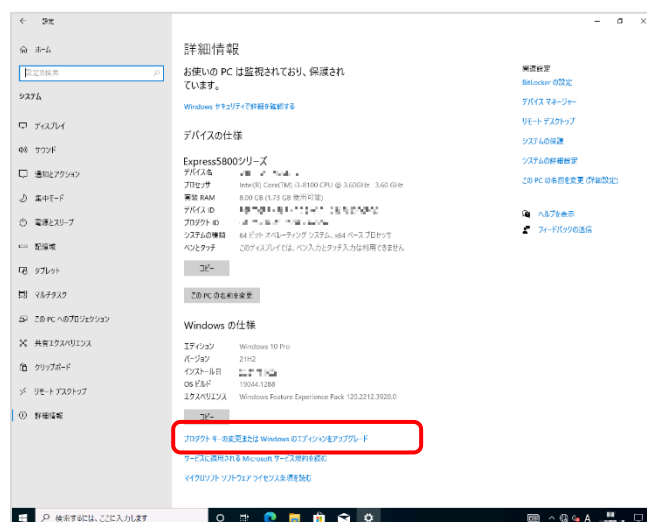 設定
ホーム
設定の検索
システム
ディスプレイ
サウンド
通知とアクション
集中モード
電源とスリープ
記憶域
タブレット
マルチタスク
この PC へのプロジェクション
共有エクスペリエンス
クリップボード
リモート デスクトップ
詳細情報
詳細情報
お使いの PC は監視されており、保護され
ています。
Windows セキュリティで詳細を確認する
デバイスの仕様
Express5800シリーズ
デバイス名
プロセッサ Intel(R) Core(TM) i3-8100 CPU @ 3.60GHz 3.60 GHz
実装 RAM 8.00 GB (1.73 GB 使用可能)
デバイス ID
プロダクト ID
システムの種類 64 ビット オペレーティング システム、x64 ベース プロセッサ
ペンとタッチ このディスプレイでは、ペン入力とタッチ入力は利用できません
コピー
この PC の名前を変更
Windows の仕様
エディション Windows 10 Pro
バージョン 21H2
インストール日
OS ビルド 19044.1288
エクスペリエンス Windows Feature Experience Pack 120.2212.3920.0
コピー
プロダクト キーの変更または Windows のエディションをアップグレード
サービスに適用される Microsoft サービス規約を読む
マイクロソフト ソフトウェア ライセンス条項を読む
関連設定
BitLocker の設定
デバイス マネージャー
リモート デスクトップ
システムの保護
システムの詳細設定
この PC の名前を変更 (詳細設定)
ヘルプを表示
フィードバックの送信
検索するには、ここに入力します
A